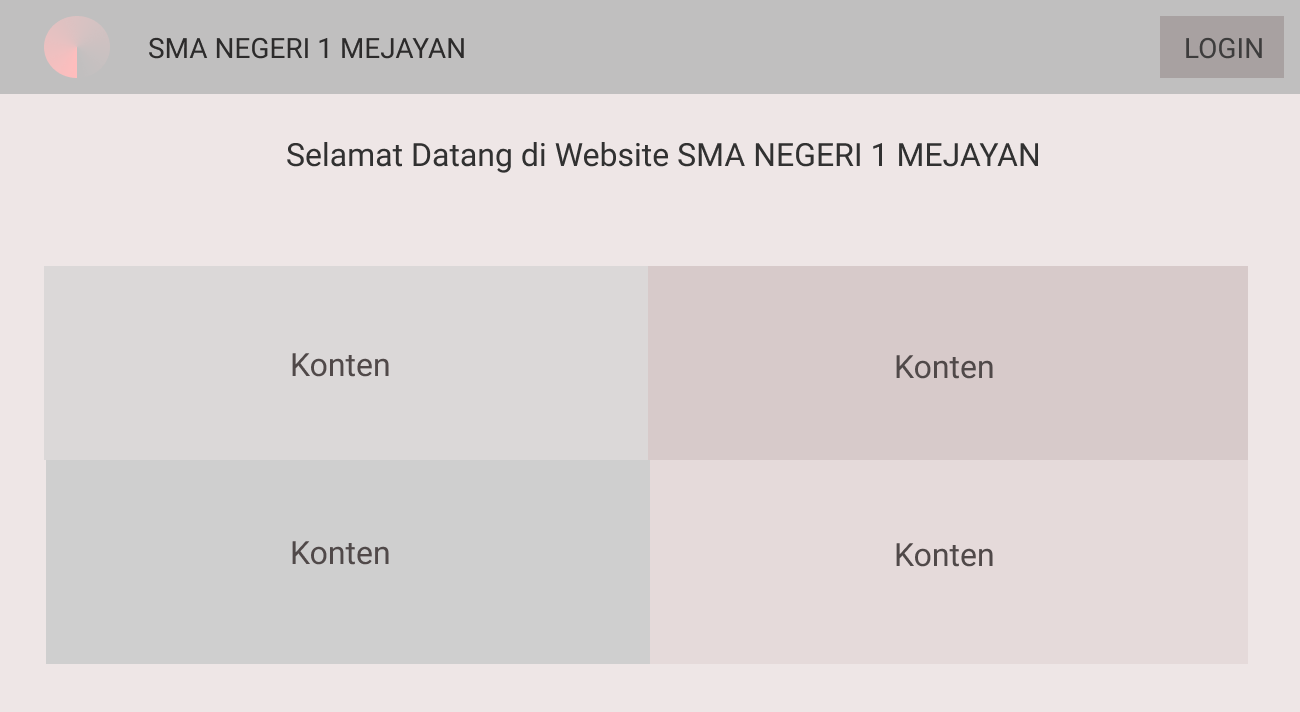 SMA NEGERI 1 MEJAYAN
LOGIN
Selamat Datang di Website SMA NEGERI 1 MEJAYAN
Konten
Konten
Konten
Konten